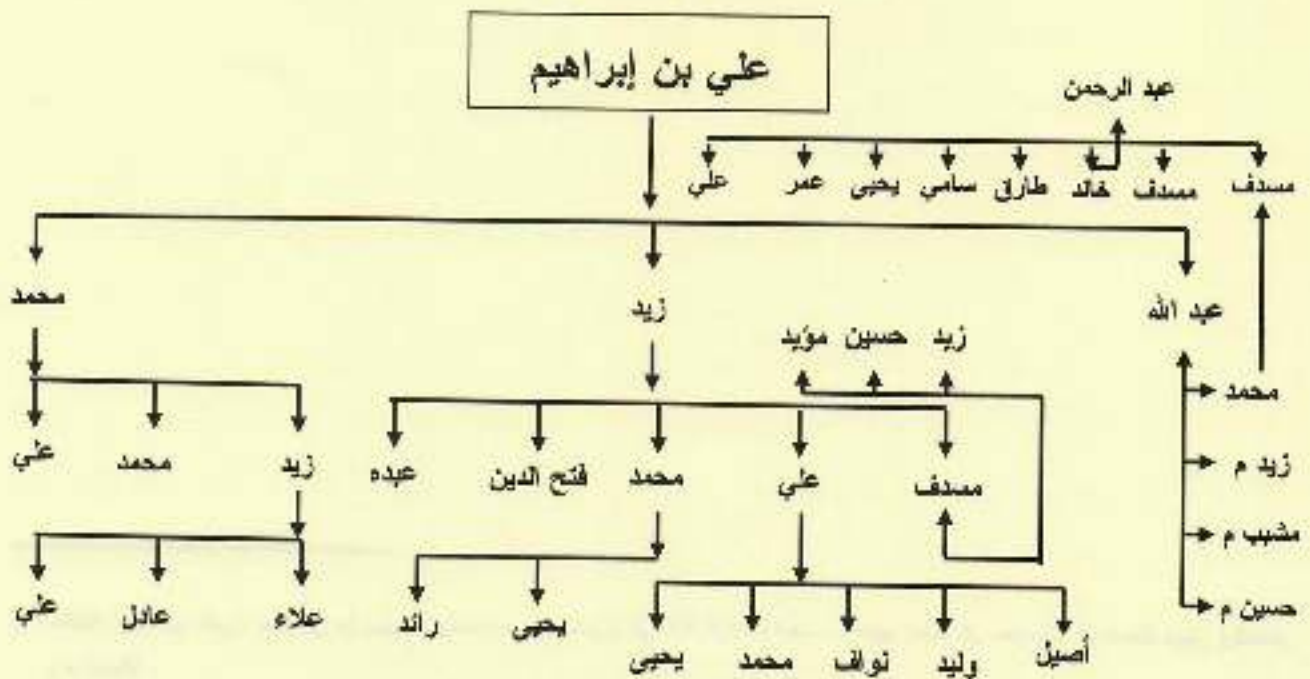 علي بن إبراهيم
عبد الرحمن
مسدف مسدف خالد طارق سامي يحيى عمر علي
عبد الله زيد محمد
زيد حسين مؤيد
محمد
زيد م
مشبب م
حسين م
مسدف علي محمد فتح الدين عبده
زيد محمد علي
أصيل وليد نواف محمد يحيى
يحيى رائد
علاء عادل علي